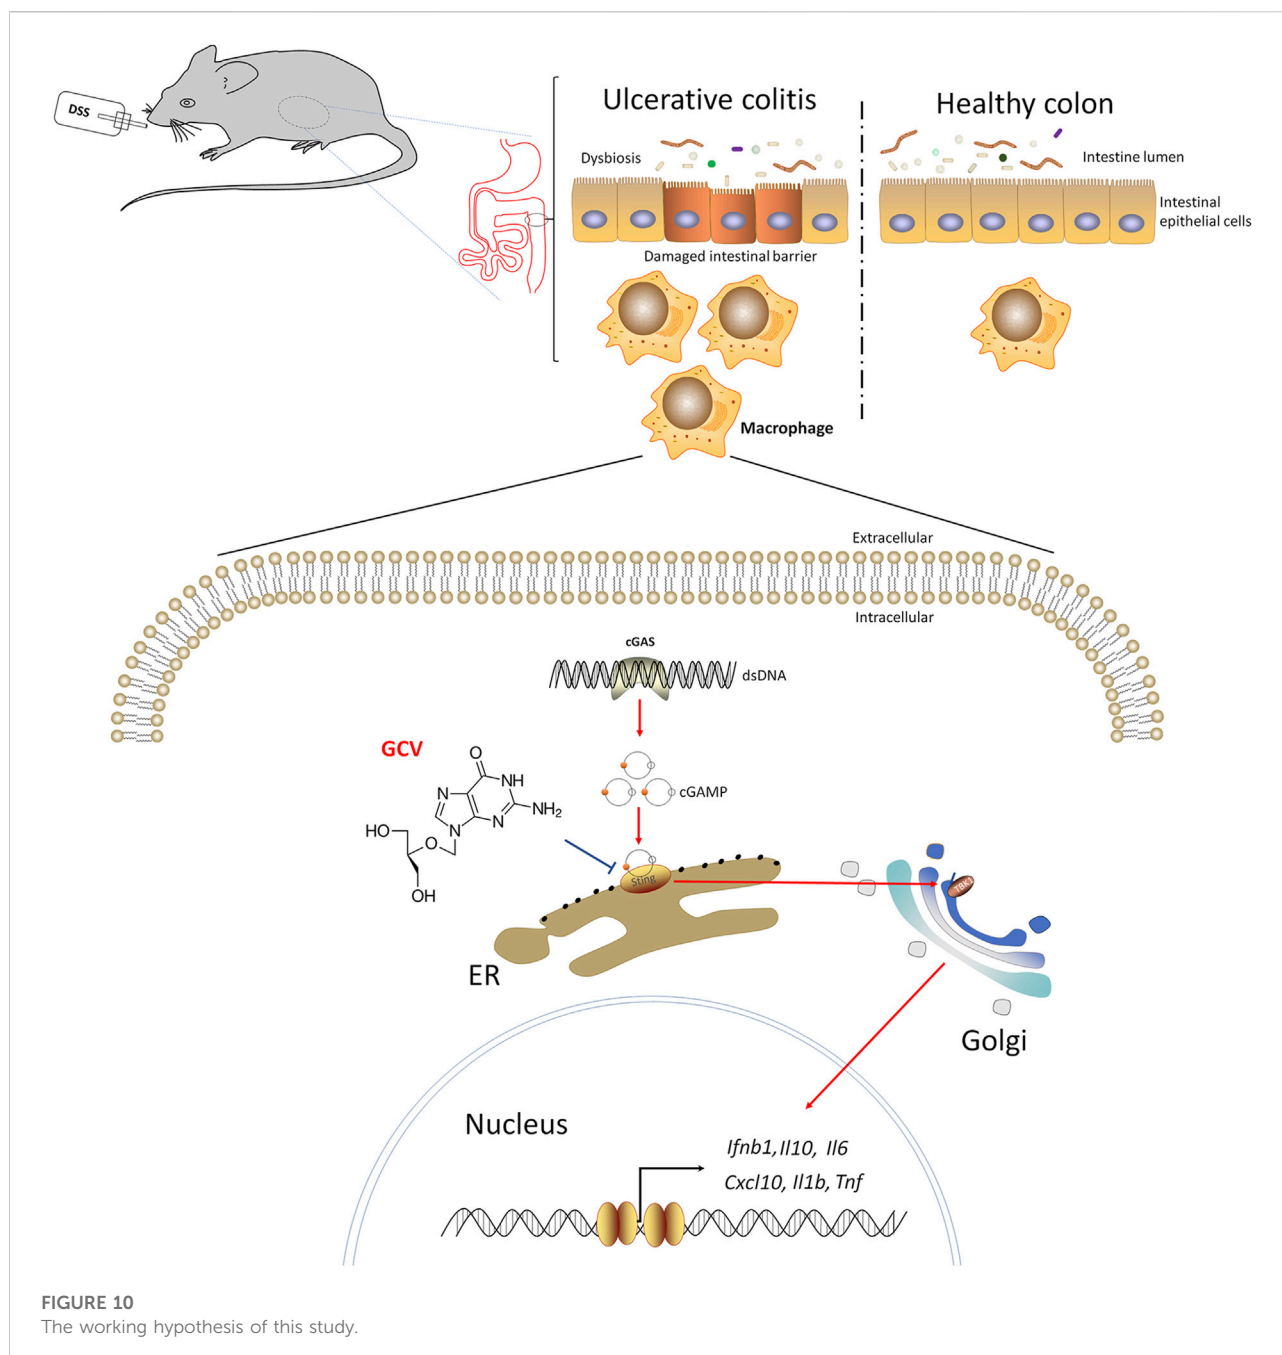 DSS
Ulcerative colitis
Healthy colon
Dysbiosis
Intestine lumen
Intestinal
epithelial cells
Damaged intestinal barrier
Macrophage
Extracellular
Intracellular
cGAS
dsDNA
GCV
O
N
NH
N
N
NH₂
HO
O
OH
cGAMP
Sting
TBK1
ER
Golgi
Nucleus
Ifnb1, Il10, Il6
Cxcl10, Il1b, Tnf
FIGURE 10
The working hypothesis of this study.